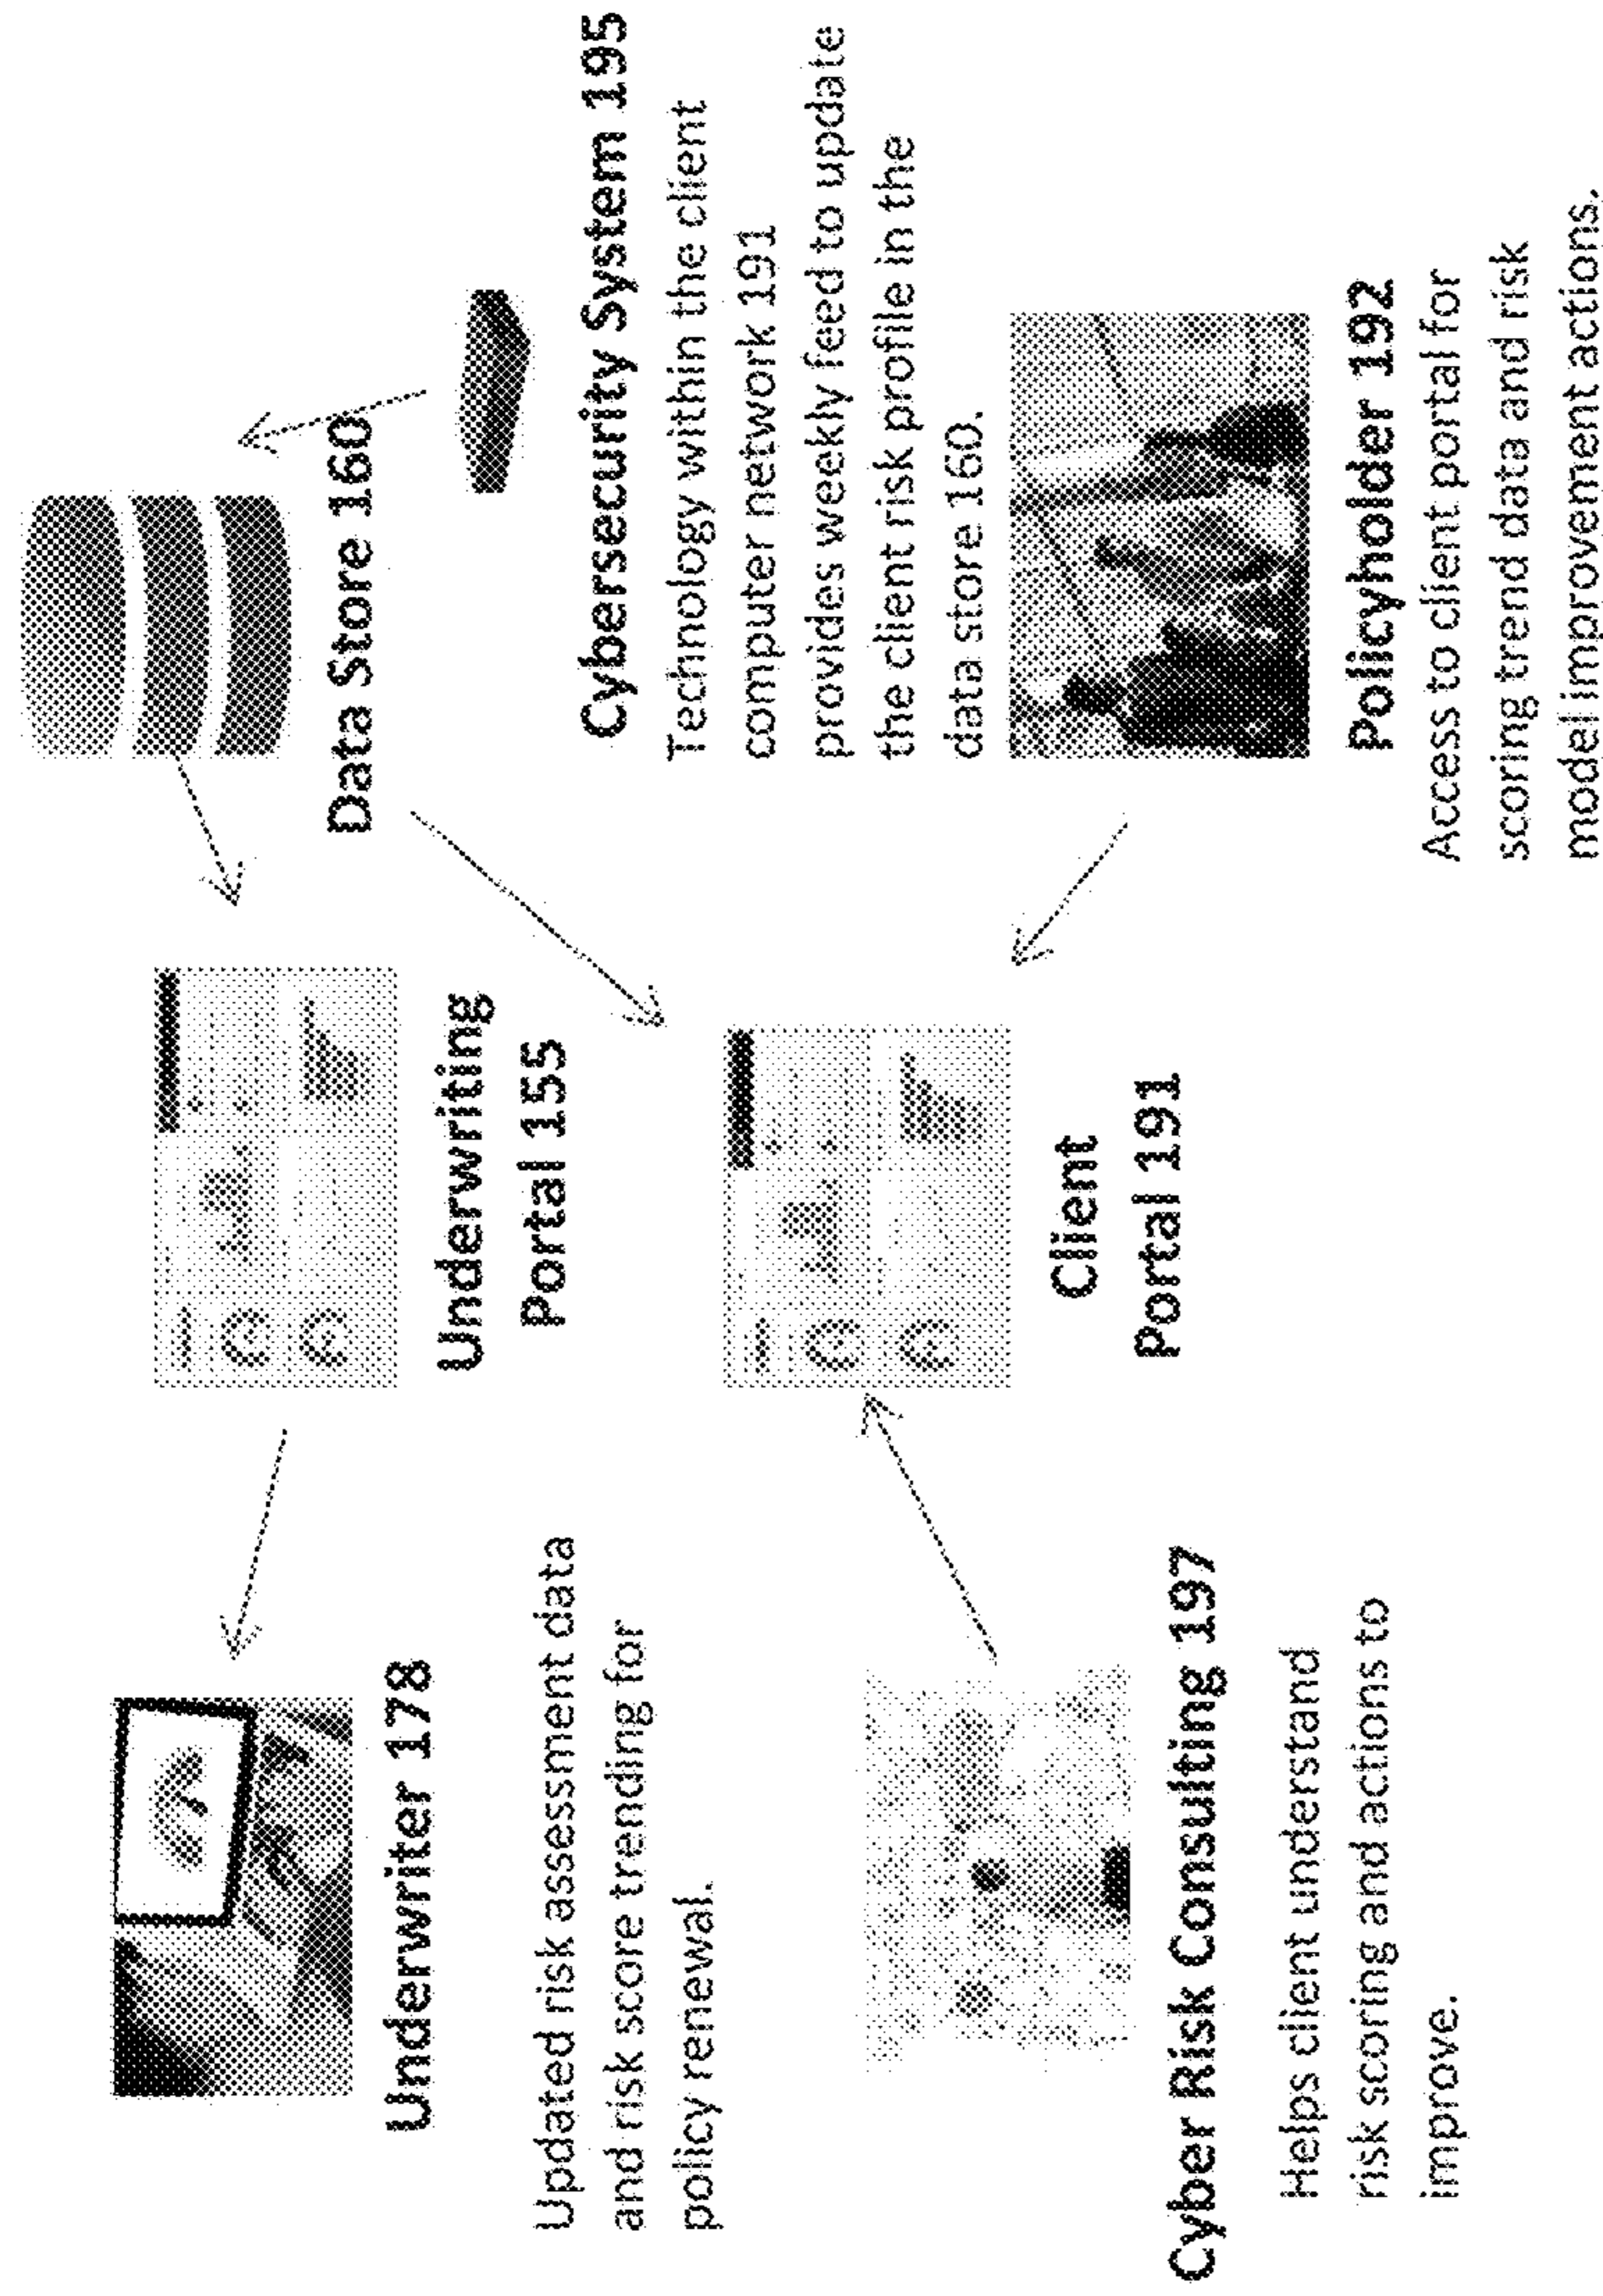 Underwriter 178
Updated risk assessment data
and risk score trending for
policy renewal.
Underwriting
Portal 155
Data Store 160
Cybersecurity System 195
Technology within the client
computer network 191
provides weekly feed to update
the client risk profile in the
data store 160.
Cyber Risk Consulting 197
Helps client understand
risk scoring and actions to
improve.
Client
Portal 191
Policyholder 192
Access to client portal for
scoring trend data and risk
model improvement actions.